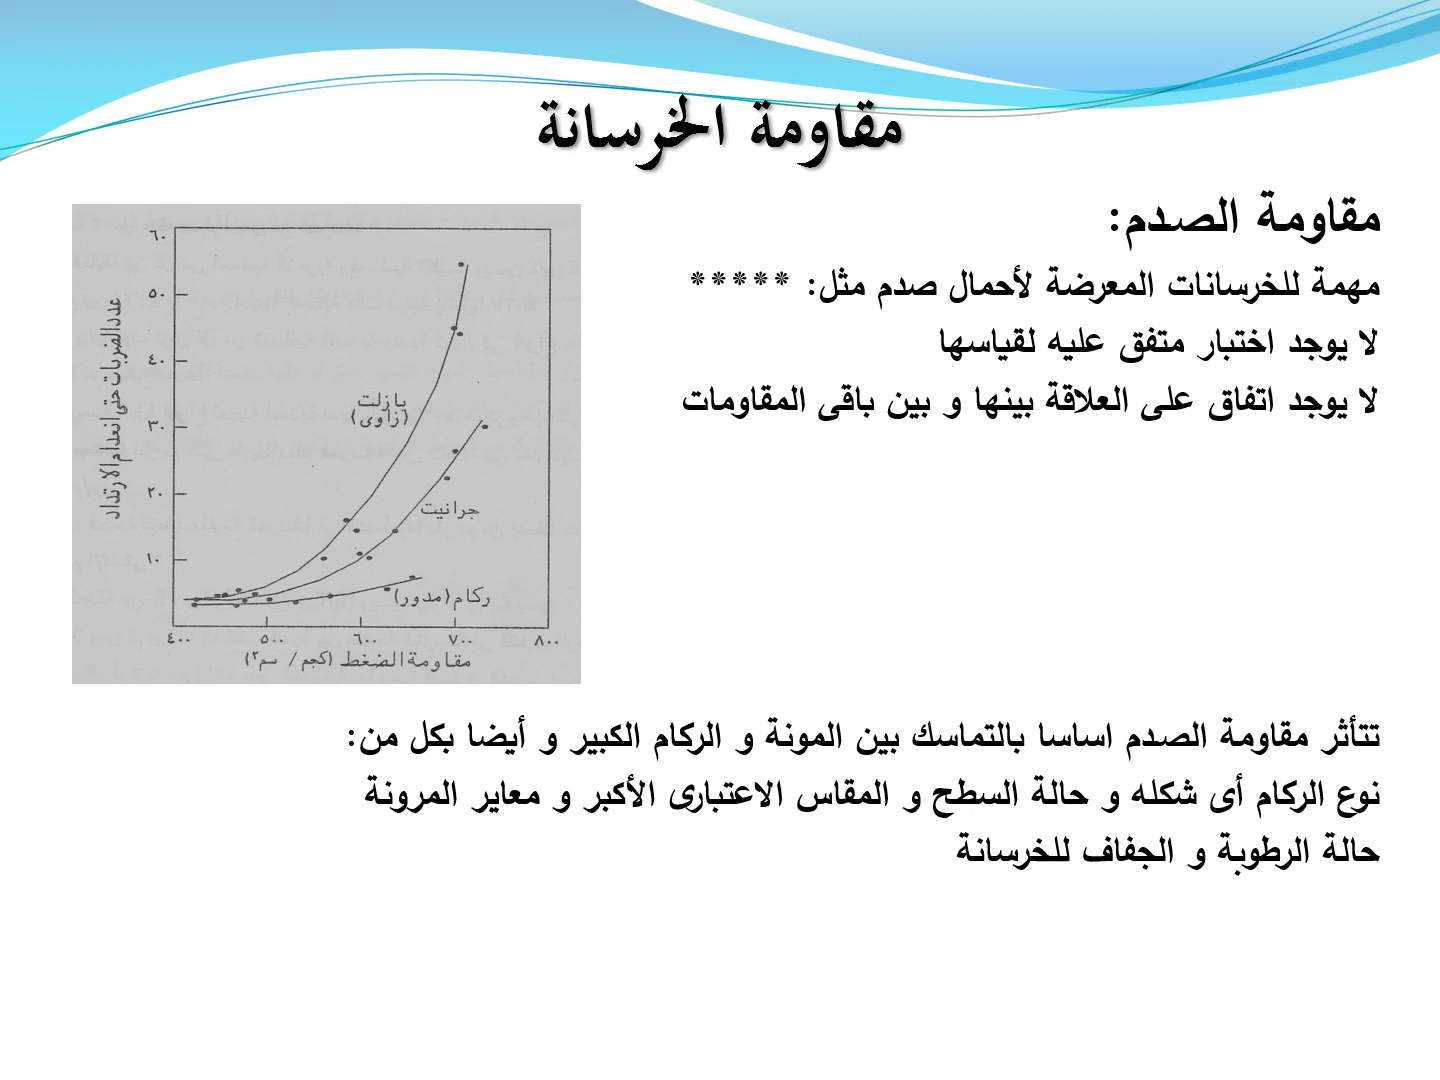 مقاومة الخرسانة
مقاومة الصدم:
مهمة للخرسانات المعرضة لأحمال صدم مثل: *****
لا يوجد اختبار متفق عليه لقياسها
لا يوجد اتفاق على العلاقة بينها و بين باقى المقاومات
عدد الضربات حتى انعدام الارتداد
٦٠
٥٠
٤٠
٣٠
٢٠
١٠
بازلت
(زاوى)
جرانيت
ركام (مدور)
٤٠٠ ٥٠٠ ٦٠٠ ٧٠٠ ٨٠٠
مقاومة الضغط (كجم / سم٢)
تتأثر مقاومة الصدم اساسا بالتماسك بين المونة و الركام الكبير و أيضا بكل من:
نوع الركام أى شكله و حالة السطح و المقاس الاعتبارى الأكبر و معاير المرونة
حالة الرطوبة و الجفاف للخرسانة